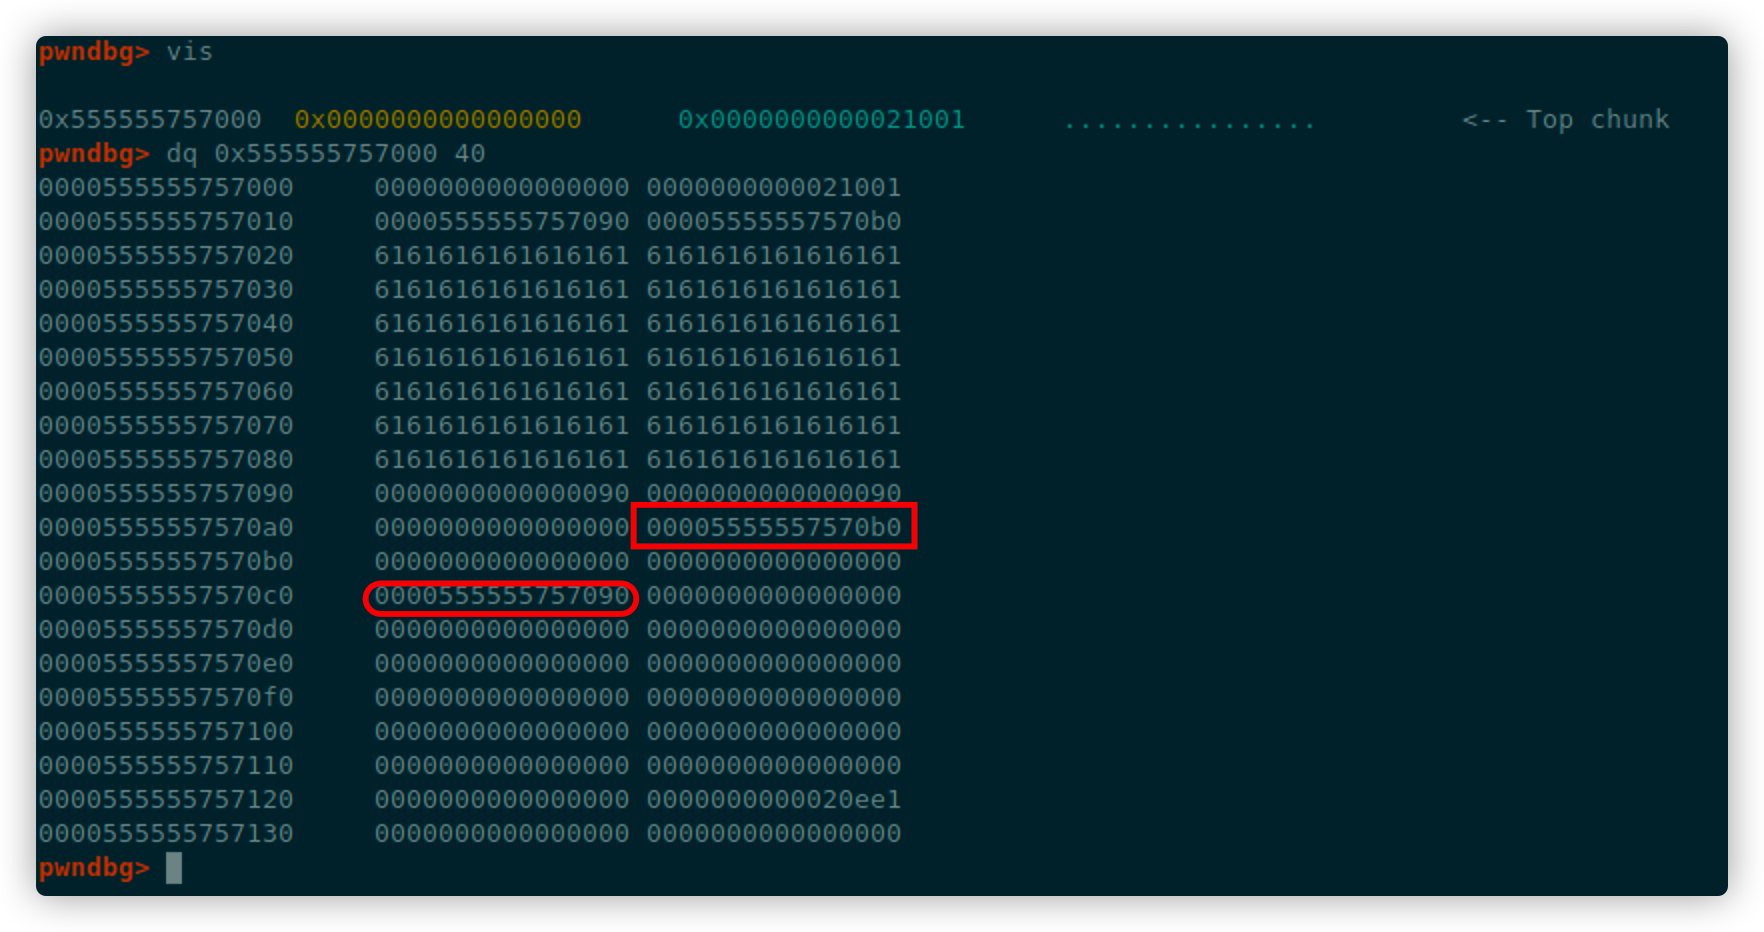 pwndbg> vis
0x555555757000 0x0000000000000000 0x0000000000021001 ................ <-- Top chunk
pwndbg> dq 0x555555757000 40
0000555555757000 0000000000000000 0000000000021001
0000555555757010 0000555555757090 00005555557570b0
0000555555757020 6161616161616161 6161616161616161
0000555555757030 6161616161616161 6161616161616161
0000555555757040 6161616161616161 6161616161616161
0000555555757050 6161616161616161 6161616161616161
0000555555757060 6161616161616161 6161616161616161
0000555555757070 6161616161616161 6161616161616161
0000555555757080 6161616161616161 6161616161616161
0000555555757090 0000000000000090 0000000000000090
00005555557570a0 0000000000000000 00005555557570b0
00005555557570b0 0000000000000000 0000000000000000
00005555557570c0 0000555555757090 0000000000000000
00005555557570d0 0000000000000000 0000000000000000
00005555557570e0 0000000000000000 0000000000000000
00005555557570f0 0000000000000000 0000000000000000
0000555555757100 0000000000000000 0000000000000000
0000555555757110 0000000000000000 0000000000000000
0000555555757120 0000000000000000 0000000000020ee1
0000555555757130 0000000000000000 0000000000000000
pwndbg>